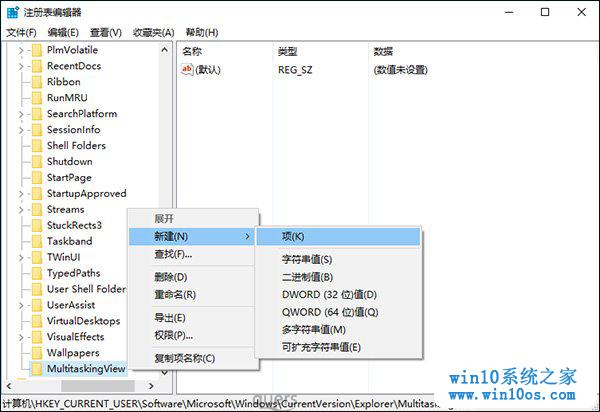 注册表编辑器
文件(F) 编辑(E) 查看(V) 收藏夹(A) 帮助(H)
PlmVolatile
RecentDocs
Ribbon
RunMRU
SearchPlatform
SessionInfo
Shell Folders
Shutdown
StartPage
StartupApproved
Streams
StuckRects3
Taskband
TWinUI
TypedPaths
User Shell Folders
UserAssist
VirtualDesktops
VisualEffects
Wallpapers
MultitaskingView
名称 类型 数据
ab (默认) REG_SZ (数值未设置)
展开
新建(N)
查找(F)...
删除(D)
重命名(R)
导出(E)
权限(P)...
复制项名称(C)
项(K)
字符串值(S)
二进制值(B)
DWORD (32 位)值(D)
QWORD (64 位)值(Q)
多字符串值(M)
可扩充字符串值(E)
计算机\HKEY_CURRENT_USER\Software\Microsoft\Windows\CurrentVersion\Explorer\Multitasking
win10系统之家
www.win10os.com